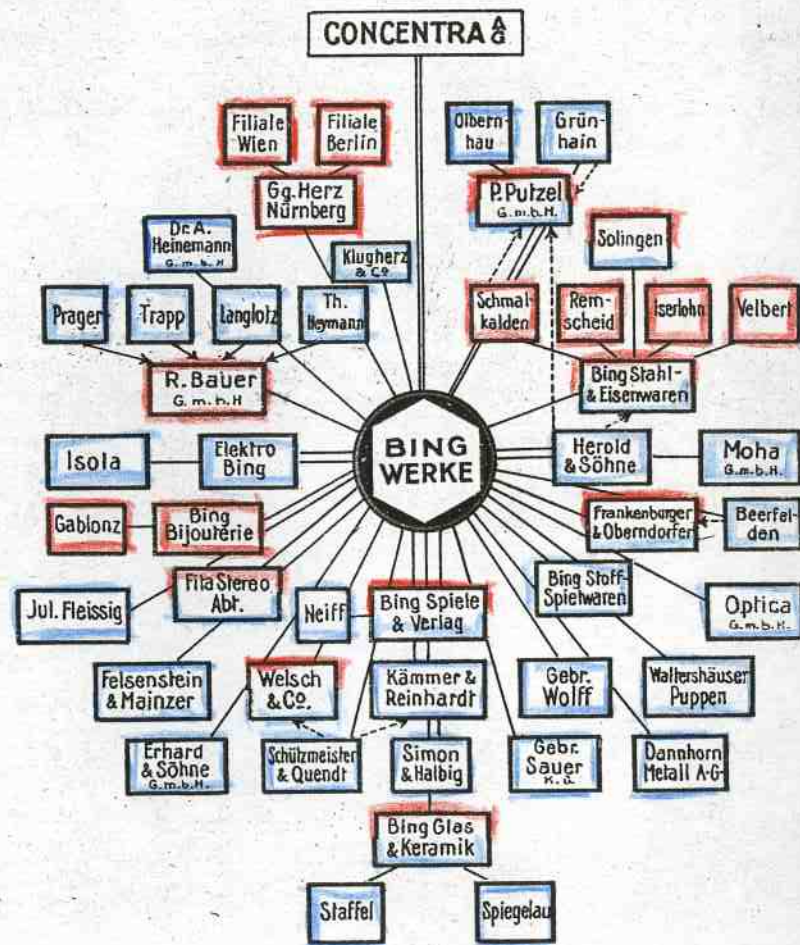 CONCENTRA AG
Filiale
Wien
Filiale
Berlin
Olbern-
hau
Grün-
hain
Gg. Herz
Nürnberg
P. Putzel
G.m.b.H.
Dr. A.
Heinemann
G.m.b.H
Klugherz
& Co
Solingen
Prager
Trapp
Langlotz
Th.
Heymann
Schmal-
kalden
Rem-
scheid
Iserlohn
Velbert
R. Bauer
G.m.b.H
Bing Stahl-
& Eisenwaren
Isola
Elektro
Bing
BING
WERKE
Herold
& Söhne
Moha
G.m.b.H.
Gablonz
Bing
Bijouterie
Frankenburger
& Oberndorfer
Beerfel-
den
Jul. Fleissig
Fila Stereo
Abt.
Neiff
Bing Spiele
& Verlag
Bing Stoff-
Spielwaren
Optica
G.m.b.H.
Felsenstein
& Mainzer
Welsch
& Co.
Kämmer &
Reinhardt
Gebr.
Wolff
Waltershäuser
Puppen
Erhard
& Söhne
G.m.b.H.
Schützmeister
& Quendt
Simon
& Halbig
Gebr.
Sauer
Dannhorn
Metall A-G
Bing Glas
& Keramik
Staffel
Spiegelau